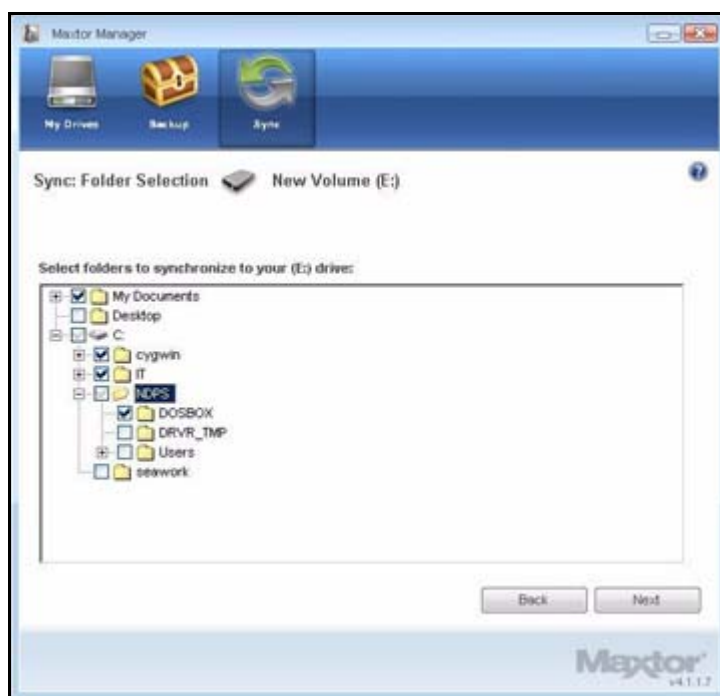 Maxtor Manager
My Drives Backup Sync
Sync: Folder Selection New Volume (E:)
Select folders to synchronize to your (E:) drive:
My Documents
Desktop
C:
cygwin
IT
NDPS
DOSBOX
DRVR_TMP
Users
seawork
Back Next
Maxtor
v4.1.1.7